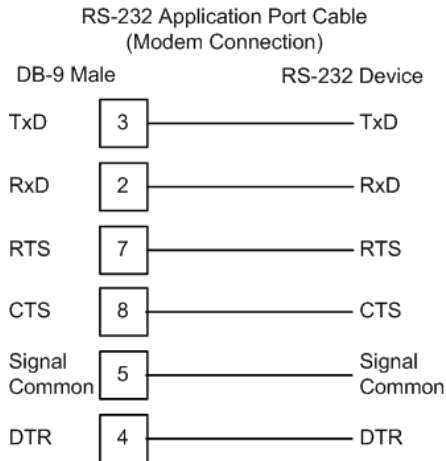 RS-232 Application Port Cable
(Modem Connection)
DB-9 Male RS-232 Device
TxD 3 TxD
RxD 2 RxD
RTS 7 RTS
CTS 8 CTS
Signal Common 5 Signal Common
DTR 4 DTR